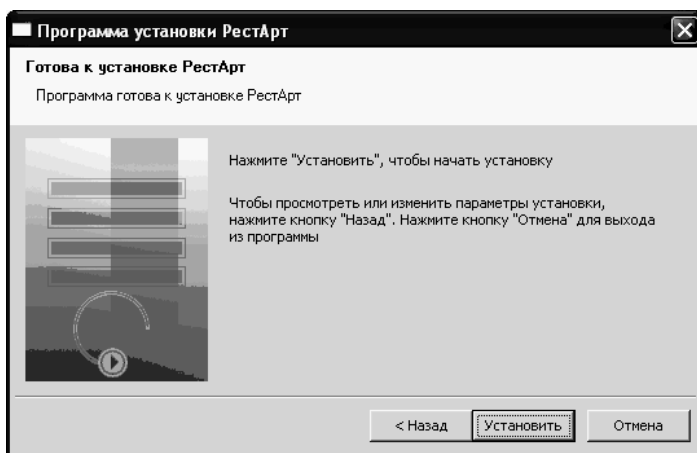 Программа установки РестАрт
Готова к установке РестАрт
Программа готова к установке РестАрт
Нажмите "Установить", чтобы начать установку
Чтобы просмотреть или изменить параметры установки,
нажмите кнопку "Назад". Нажмите кнопку "Отмена" для выхода
из программы
< Назад
Установить
Отмена